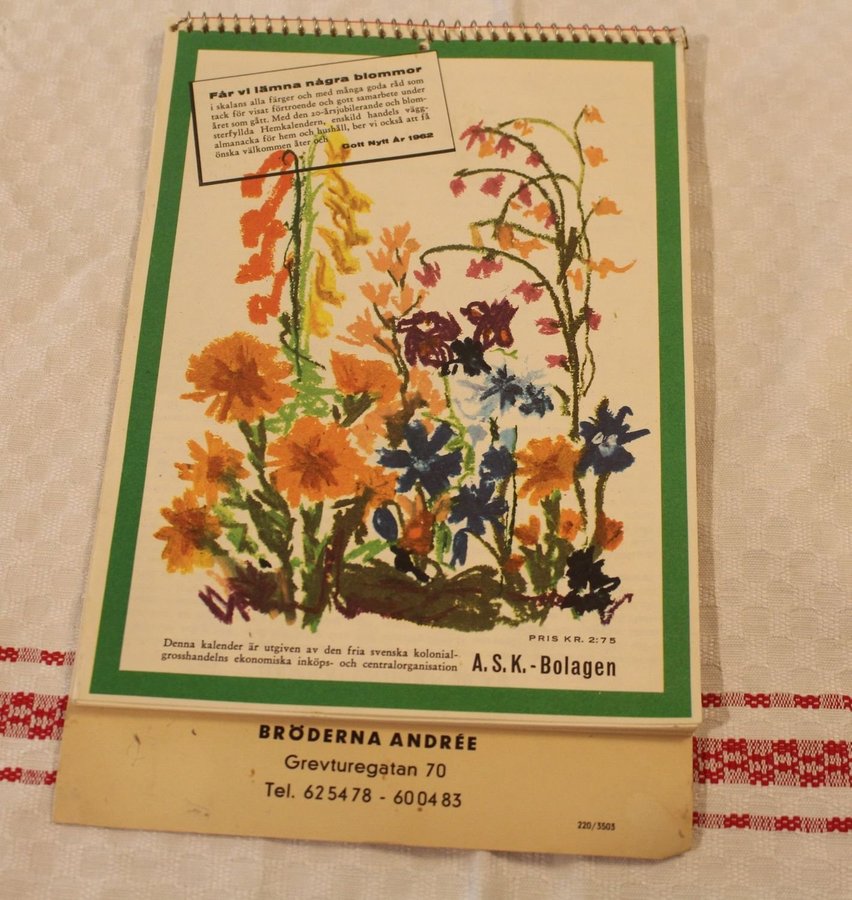 Får vi lämna några blommor
i skalans alla färger och med många goda råd som
tack för visat förtroende och gott samarbete under
året som gått. Med den 20-årsjubilerande och blom-
sterfyllda Hemkalendern, enskild handels vägg-
almanacka för hem och hushåll, ber vi också att få
önska välkommen åter och Gott Nytt År 1962
PRIS KR. 2:75
Denna kalender är utgiven av den fria svenska kolonial-
grosshandelns ekonomiska inköps- och centralorganisation
A.S.K.-Bolagen
BRÖDERNA ANDRÉE
Grevturegatan 70
Tel. 625478 - 600483
220/3503